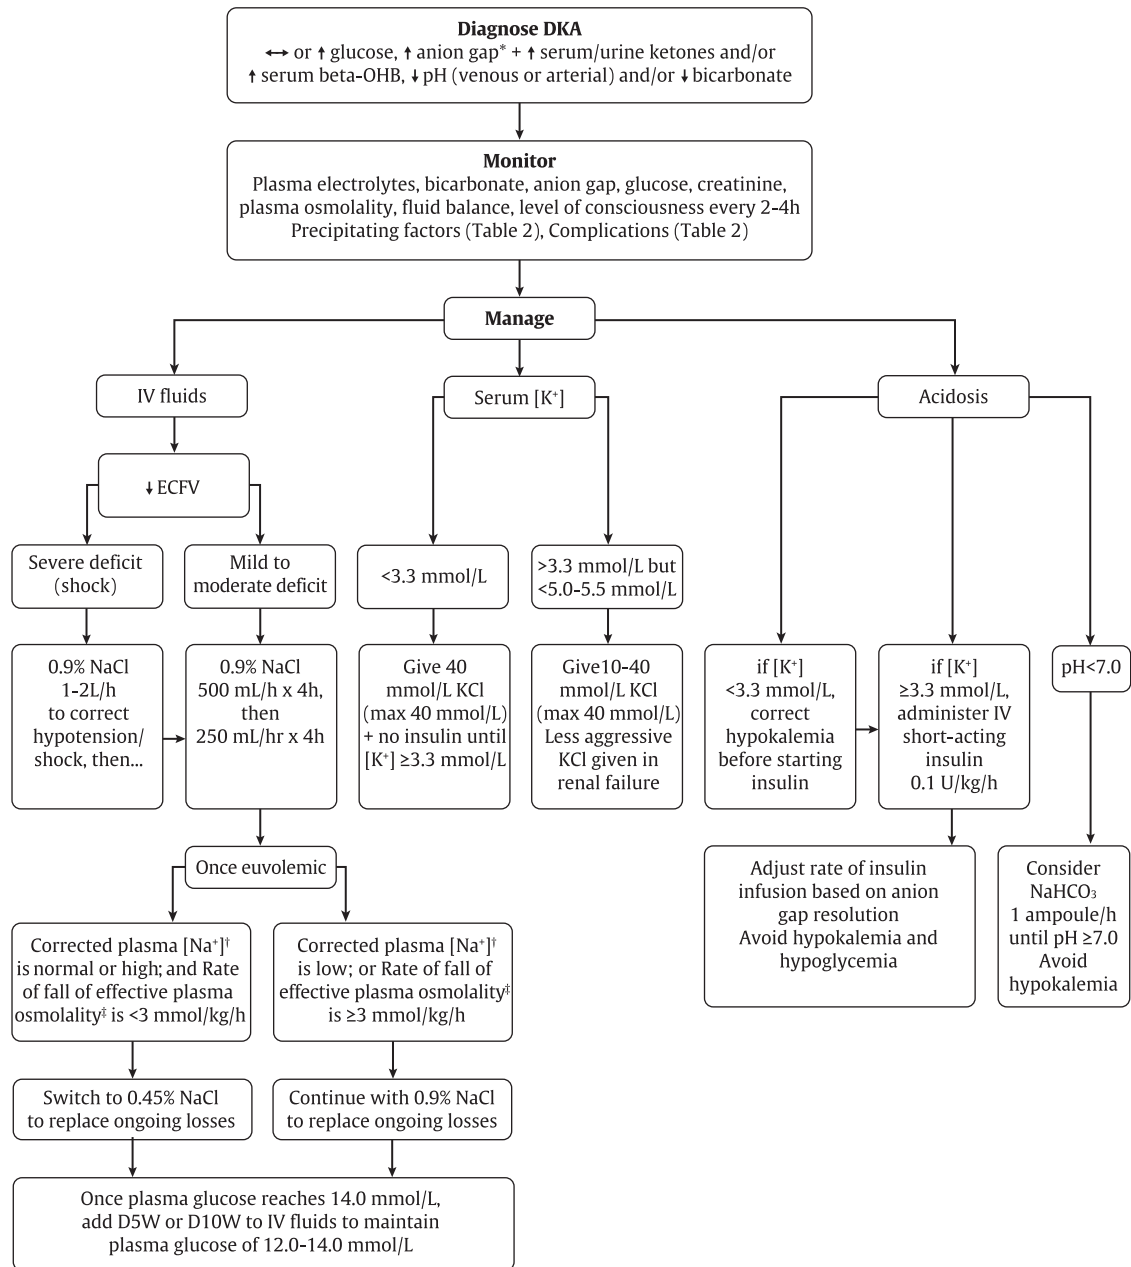 Diagnose DKA
↔ or ↑ glucose, ↑ anion gap* + ↑ serum/urine ketones and/or
↑ serum beta-OHB, ↓ pH (venous or arterial) and/or ↓ bicarbonate
Monitor
Plasma electrolytes, bicarbonate, anion gap, glucose, creatinine,
plasma osmolality, fluid balance, level of consciousness every 2-4h
Precipitating factors (Table 2), Complications (Table 2)
Manage
IV fluids
Serum [K⁺]
Acidosis
↓ ECFV
Severe deficit
(shock)
Mild to
moderate deficit
<3.3 mmol/L
>3.3 mmol/L but
<5.0-5.5 mmol/L
0.9% NaCl
1-2L/h
to correct
hypotension/
shock, then...
0.9% NaCl
500 mL/h x 4h,
then
250 mL/hr x 4h
Give 40
mmol/L KCl
(max 40 mmol/L)
+ no insulin until
[K⁺] ≥3.3 mmol/L
Give10-40
mmol/L KCl
(max 40 mmol/L)
Less aggressive
KCl given in
renal failure
if [K⁺]
<3.3 mmol/L,
correct
hypokalemia
before starting
insulin
if [K⁺]
≥3.3 mmol/L,
administer IV
short-acting
insulin
0.1 U/kg/h
pH<7.0
Once euvolemic
Adjust rate of insulin
infusion based on anion
gap resolution
Avoid hypokalemia and
hypoglycemia
Consider
NaHCO₃
1 ampoule/h
until pH ≥7.0
Avoid
hypokalemia
Corrected plasma [Na⁺]†
is normal or high; and Rate
of fall of effective plasma
osmolality‡ is <3 mmol/kg/h
Corrected plasma [Na⁺]†
is low; or Rate of fall of
effective plasma osmolality‡
is ≥3 mmol/kg/h
Switch to 0.45% NaCl
to replace ongoing losses
Continue with 0.9% NaCl
to replace ongoing losses
Once plasma glucose reaches 14.0 mmol/L,
add D5W or D10W to IV fluids to maintain
plasma glucose of 12.0-14.0 mmol/L